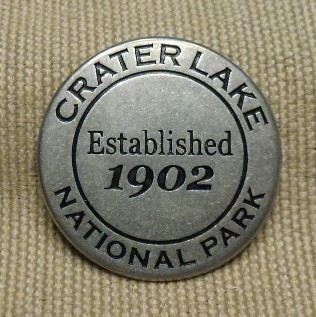 CRATER LAKE
Established
1902
NATIONAL PARK